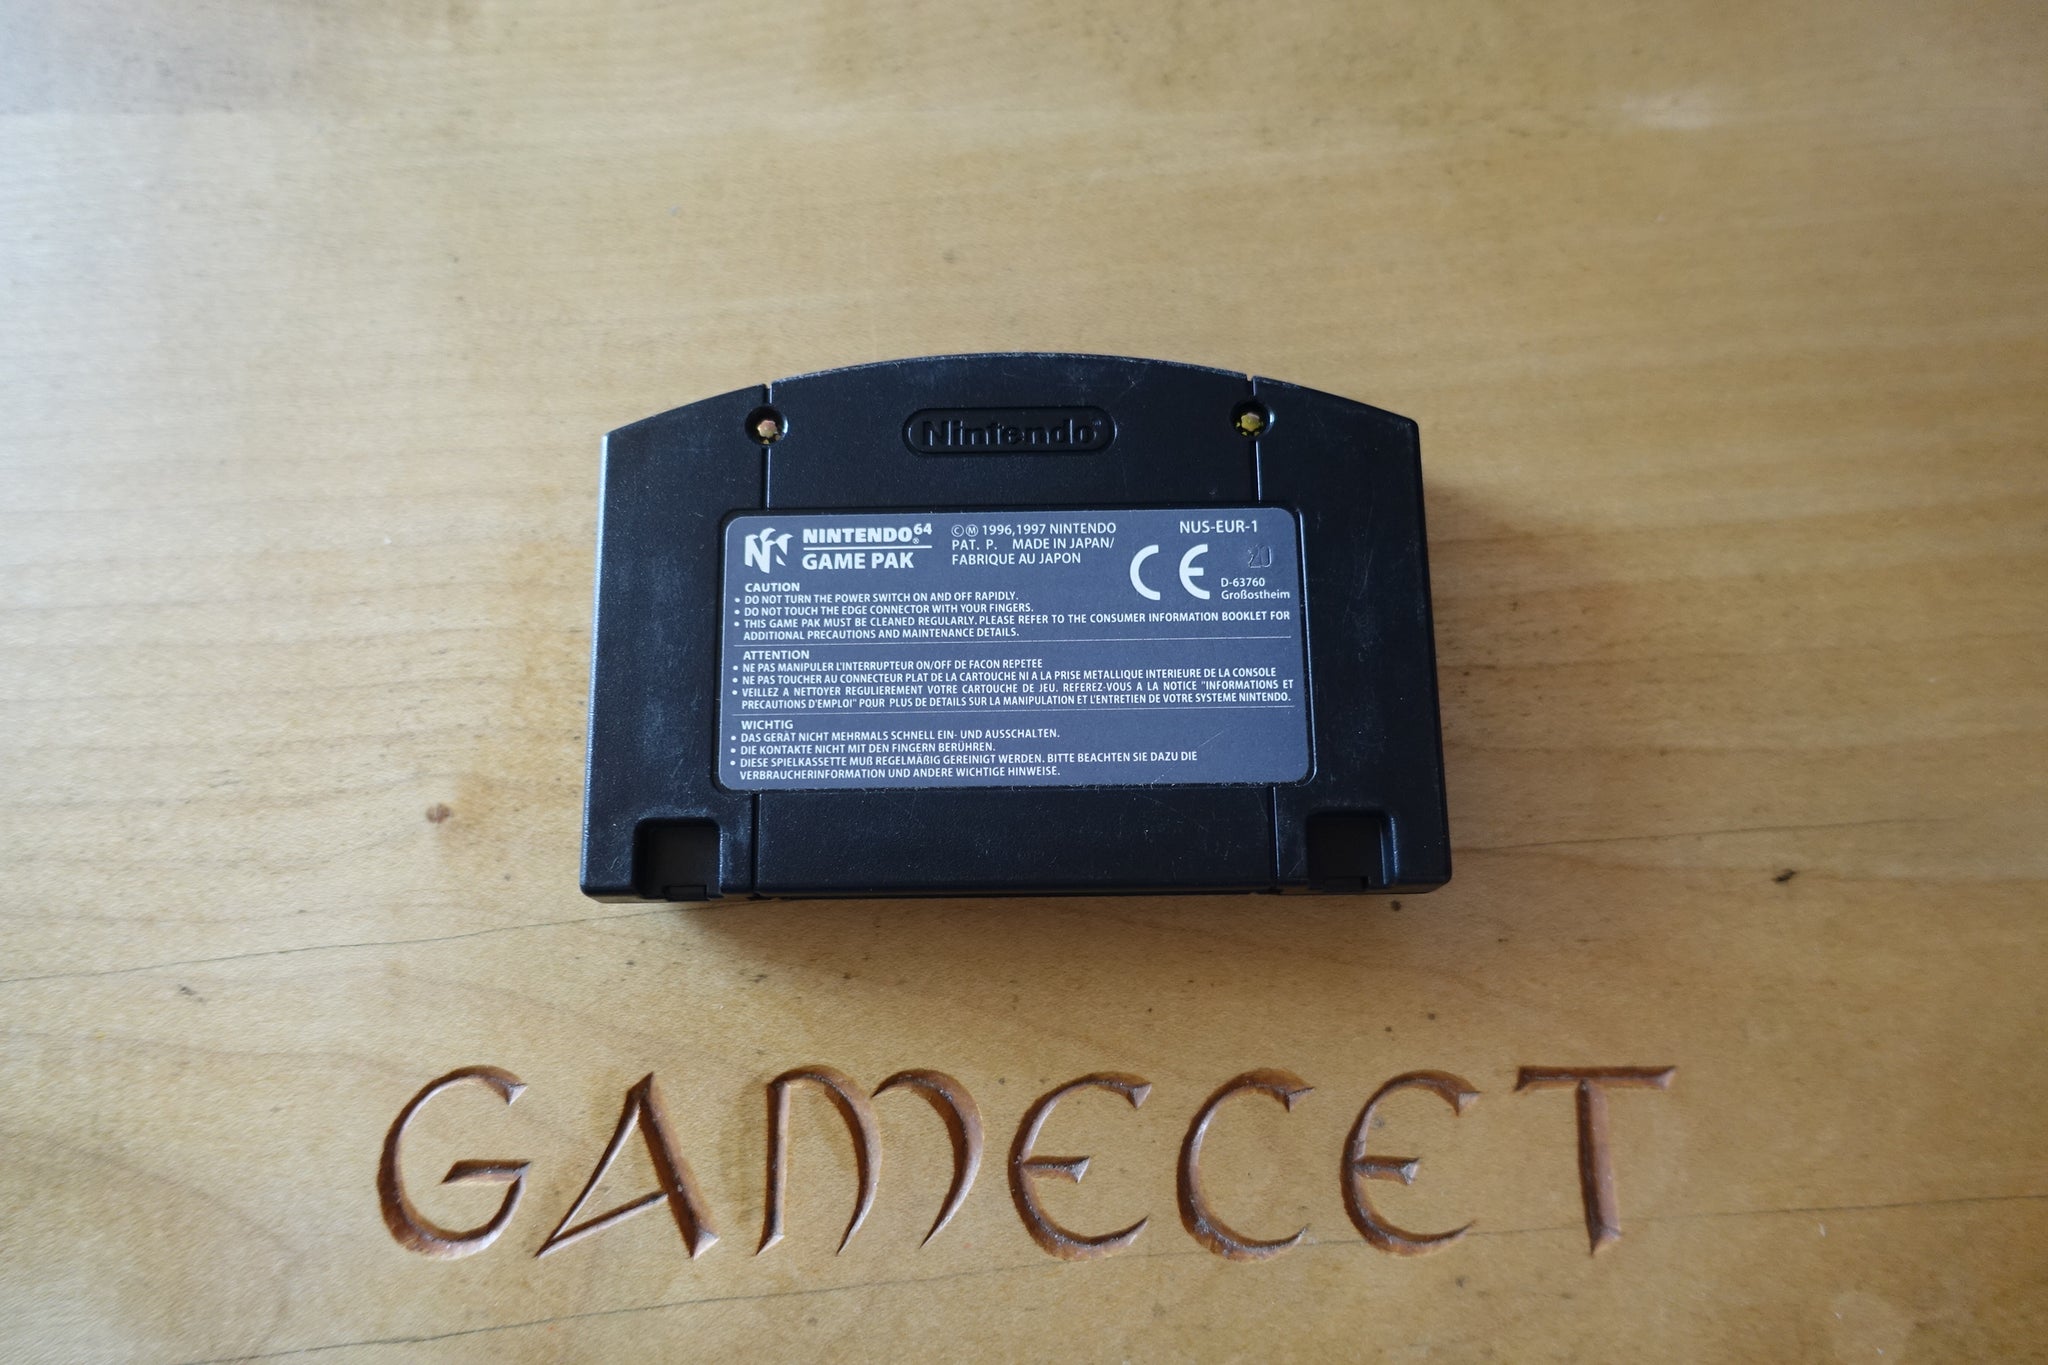 Nintendo
NINTENDO 64
GAME PAK
©Ⓜ 1996,1997 NINTENDO
PAT. P. MADE IN JAPAN/
FABRIQUE AU JAPON
NUS-EUR-1
CE
20
D-63760
Großostheim
CAUTION
• DO NOT TURN THE POWER SWITCH ON AND OFF RAPIDLY.
• DO NOT TOUCH THE EDGE CONNECTOR WITH YOUR FINGERS.
• THIS GAME PAK MUST BE CLEANED REGULARLY. PLEASE REFER TO THE CONSUMER INFORMATION BOOKLET FOR
ADDITIONAL PRECAUTIONS AND MAINTENANCE DETAILS.
ATTENTION
• NE PAS MANIPULER L'INTERRUPTEUR ON/OFF DE FACON REPETEE
• NE PAS TOUCHER AU CONNECTEUR PLAT DE LA CARTOUCHE NI A LA PRISE METALLIQUE INTERIEURE DE LA CONSOLE
• VEILLEZ A NETTOYER REGULIEREMENT VOTRE CARTOUCHE DE JEU. REFEREZ-VOUS A LA NOTICE "INFORMATIONS ET
PRECAUTIONS D'EMPLOI" POUR PLUS DE DETAILS SUR LA MANIPULATION ET L'ENTRETIEN DE VOTRE SYSTEME NINTENDO.
WICHTIG
• DAS GERÄT NICHT MEHRMALS SCHNELL EIN- UND AUSSCHALTEN.
• DIE KONTAKTE NICHT MIT DEN FINGERN BERÜHREN.
• DIESE SPIELKASSETTE MUß REGELMÄßIG GEREINIGT WERDEN. BITTE BEACHTEN SIE DAZU DIE
VERBRAUCHERINFORMATION UND ANDERE WICHTIGE HINWEISE.
GAMECET